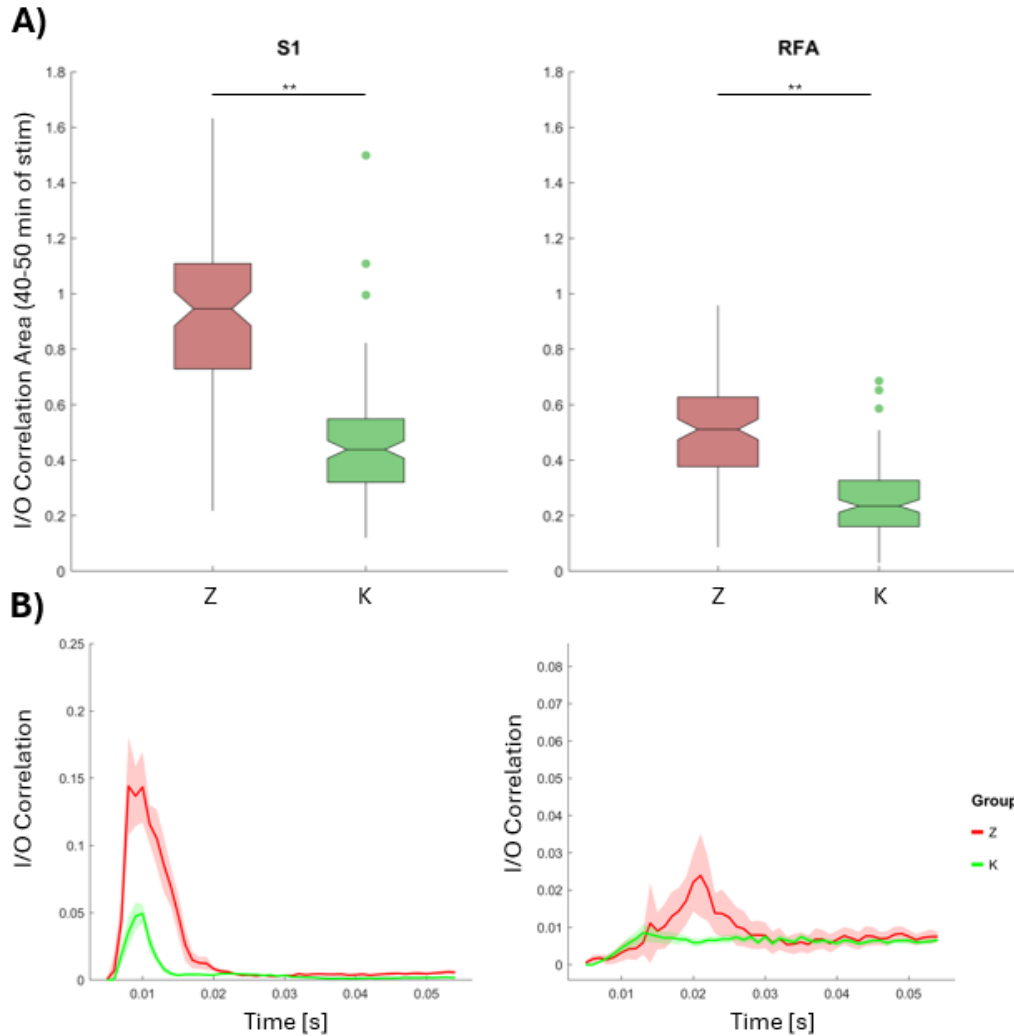 A)
S1
RFA
**
**
I/O Correlation Area (40-50 min of stim)
1.8
1.6
1.4
1.2
1
0.8
0.6
0.4
0.2
0
1.8
1.6
1.4
1.2
1
0.8
0.6
0.4
0.2
0
Z K
Z K
B)
I/O Correlation
0.25
0.2
0.15
0.1
0.05
0
0.01 0.02 0.03 0.04 0.05
Time [s]
I/O Correlation
0.08
0.07
0.06
0.05
0.04
0.03
0.02
0.01
0
0.01 0.02 0.03 0.04 0.05
Time [s]
Group
Z
K